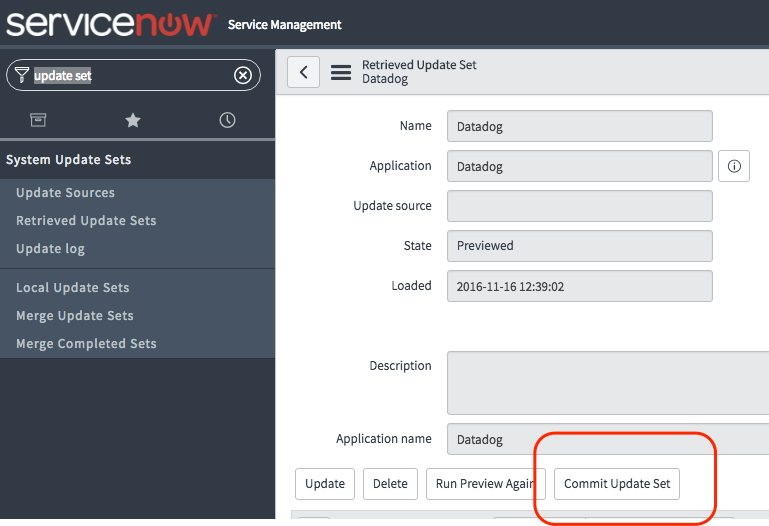 servicenow Service Management
update set
System Update Sets
Update Sources
Retrieved Update Sets
Update log
Local Update Sets
Merge Update Sets
Merge Completed Sets
Retrieved Update Set
Datadog
Name Datadog
Application Datadog
Update source
State Previewed
Loaded 2016-11-16 12:39:02
Description
Application name Datadog
Update Delete Run Preview Again Commit Update Set